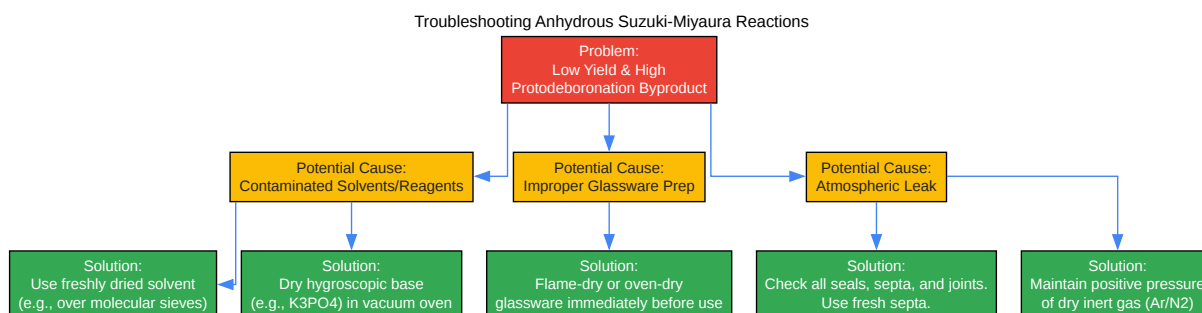 Troubleshooting Anhydrous Suzuki-Miyaura Reactions
Problem:
Low Yield & High
Protodeboronation Byproduct
Potential Cause:
Contaminated Solvents/Reagents
Potential Cause:
Improper Glassware Prep
Potential Cause:
Atmospheric Leak
Solution:
Use freshly dried solvent
(e.g., over molecular sieves)
Solution:
Dry hygroscopic base
(e.g., K3PO4) in vacuum oven
Solution:
Flame-dry or oven-dry
glassware immediately before use
Solution:
Check all seals, septa, and joints.
Use fresh septa.
Solution:
Maintain positive pressure
of dry inert gas (Ar/N2)